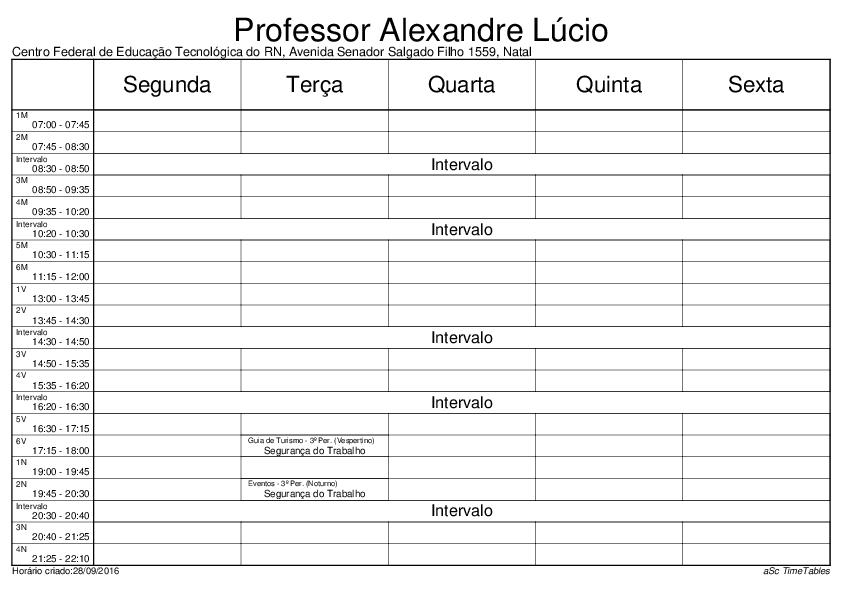 Professor Alexandre Lúcio
Centro Federal de Educação Tecnológica do RN, Avenida Senador Salgado Filho 1559, Natal
Segunda Terça Quarta Quinta Sexta
1M
07:00 - 07:45
2M
07:45 - 08:30
Intervalo
08:30 - 08:50
Intervalo
3M
08:50 - 09:35
4M
09:35 - 10:20
Intervalo
10:20 - 10:30
Intervalo
5M
10:30 - 11:15
6M
11:15 - 12:00
1V
13:00 - 13:45
2V
13:45 - 14:30
Intervalo
14:30 - 14:50
Intervalo
3V
14:50 - 15:35
4V
15:35 - 16:20
Intervalo
16:20 - 16:30
Intervalo
5V
16:30 - 17:15
6V
17:15 - 18:00
Guia de Turismo - 3º Per. (Vespertino)
Segurança do Trabalho
1N
19:00 - 19:45
2N
19:45 - 20:30
Eventos - 3º Per. (Noturno)
Segurança do Trabalho
Intervalo
20:30 - 20:40
Intervalo
3N
20:40 - 21:25
4N
21:25 - 22:10
Horário criado:28/09/2016
aSc TimeTables